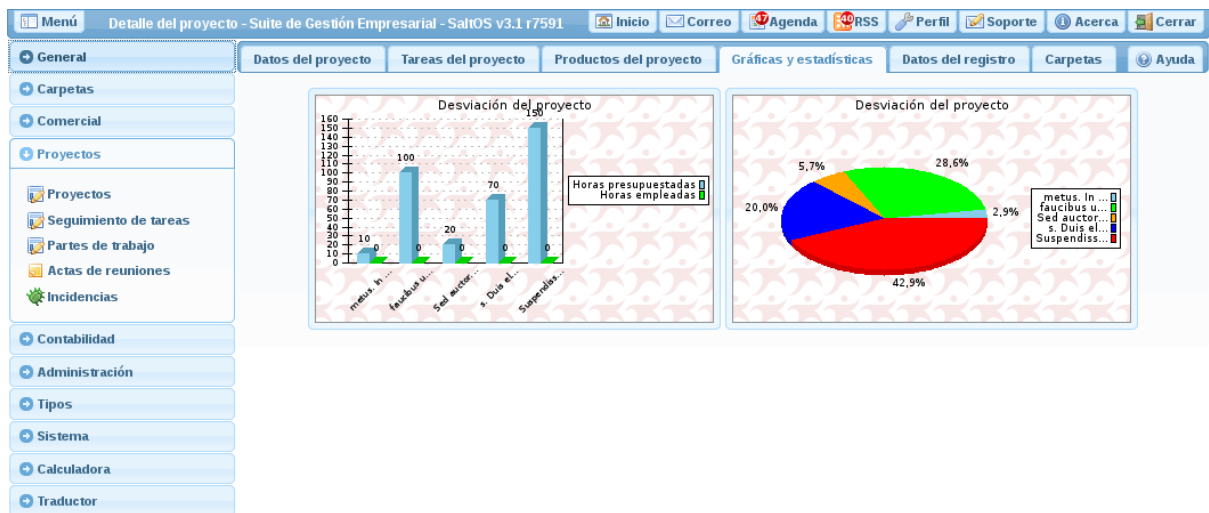 Menú
Detalle del proyecto - Suite de Gestión Empresarial - SaltOS v3.1 r7591
Inicio
Correo
47
Agenda
40
RSS
Perfil
Soporte
Acerca
Cerrar
General
Carpetas
Comercial
Proyectos
Proyectos
Seguimiento de tareas
Partes de trabajo
Actas de reuniones
Incidencias
Contabilidad
Administración
Tipos
Sistema
Calculadora
Traductor
Datos del proyecto
Tareas del proyecto
Productos del proyecto
Gráficas y estadísticas
Datos del registro
Carpetas
Ayuda
Desviación del proyecto
160
150
140
130
120
110
100
90
80
70
60
50
40
30
20
10
0
10
0
100
0
20
0
70
0
150
0
metus. In ...
faucibus u...
Sed auctor...
s. Duis el...
Suspendiss...
Horas presupuestadas
Horas empleadas
Desviación del proyecto
5,7%
28,6%
20,0%
2,9%
42,9%
metus. In ...
faucibus u...
Sed auctor...
s. Duis el...
Suspendiss...